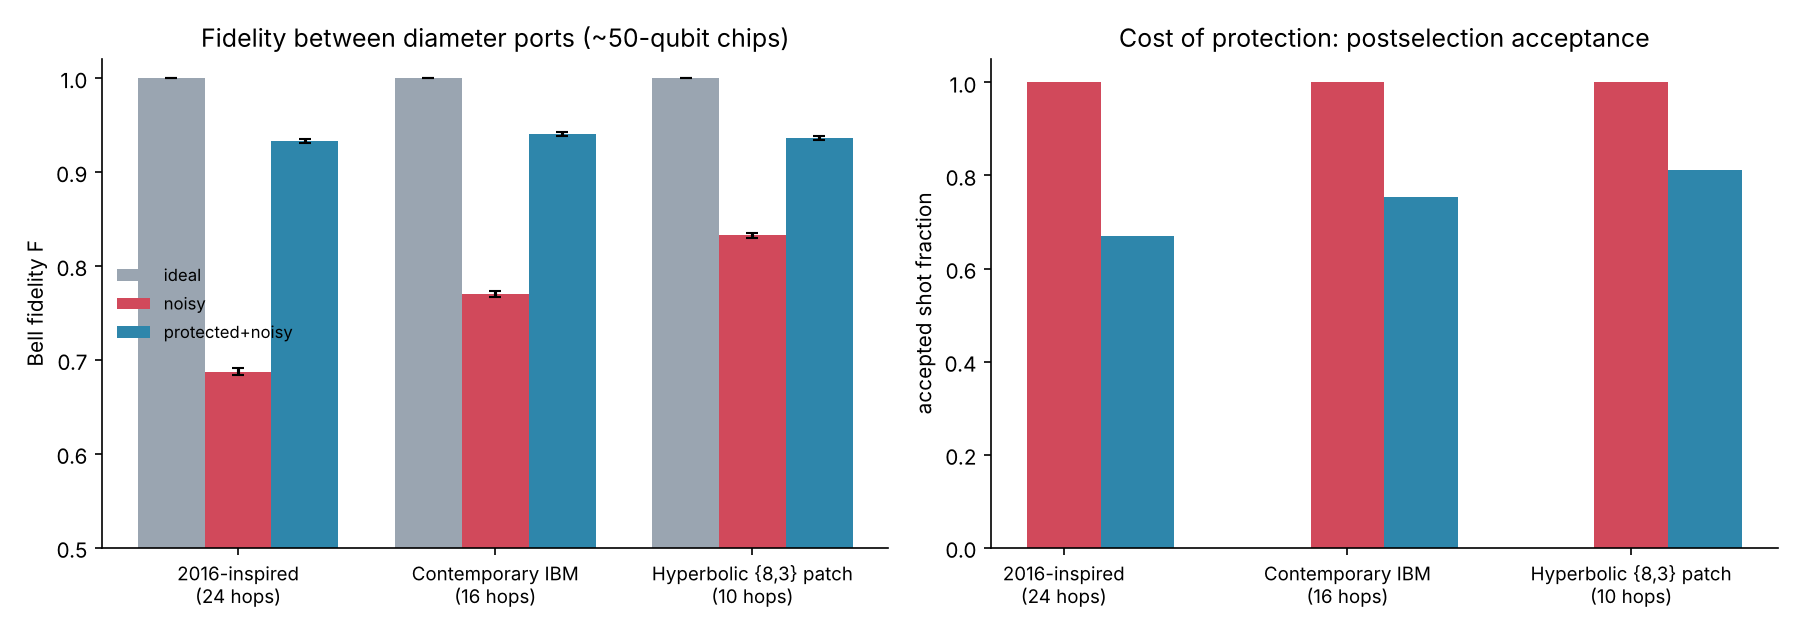 Fidelity between diameter ports (~50-qubit chips)
Bell fidelity F
1.0
0.9
0.8
0.7
0.6
0.5
ideal
noisy
protected+noisy
2016-inspired
(24 hops)
Contemporary IBM
(16 hops)
Hyperbolic {8,3} patch
(10 hops)
Cost of protection: postselection acceptance
accepted shot fraction
1.0
0.8
0.6
0.4
0.2
0.0
2016-inspired
(24 hops)
Contemporary IBM
(16 hops)
Hyperbolic {8,3} patch
(10 hops)